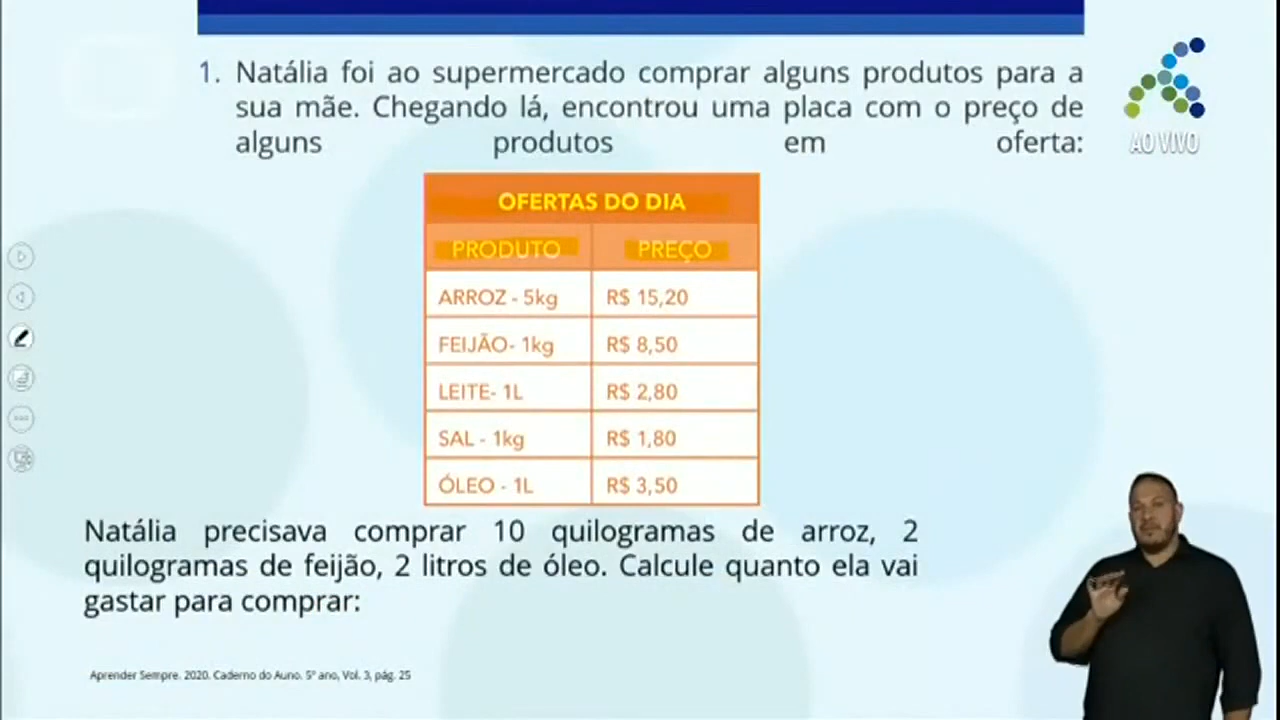 1. Natália foi ao supermercado comprar alguns produtos para a
sua mãe. Chegando lá, encontrou uma placa com o preço de
alguns produtos em oferta:
AO VIVO
OFERTAS DO DIA
PRODUTO PREÇO
ARROZ - 5kg R$ 15,20
FEIJÃO- 1kg R$ 8,50
LEITE- 1L R$ 2,80
SAL - 1kg R$ 1,80
ÓLEO - 1L R$ 3,50
Natália precisava comprar 10 quilogramas de arroz, 2
quilogramas de feijão, 2 litros de óleo. Calcule quanto ela vai
gastar para comprar:
Aprender Sempre. 2020. Caderno do Auno. 5º ano, Vol. 3, pág. 25